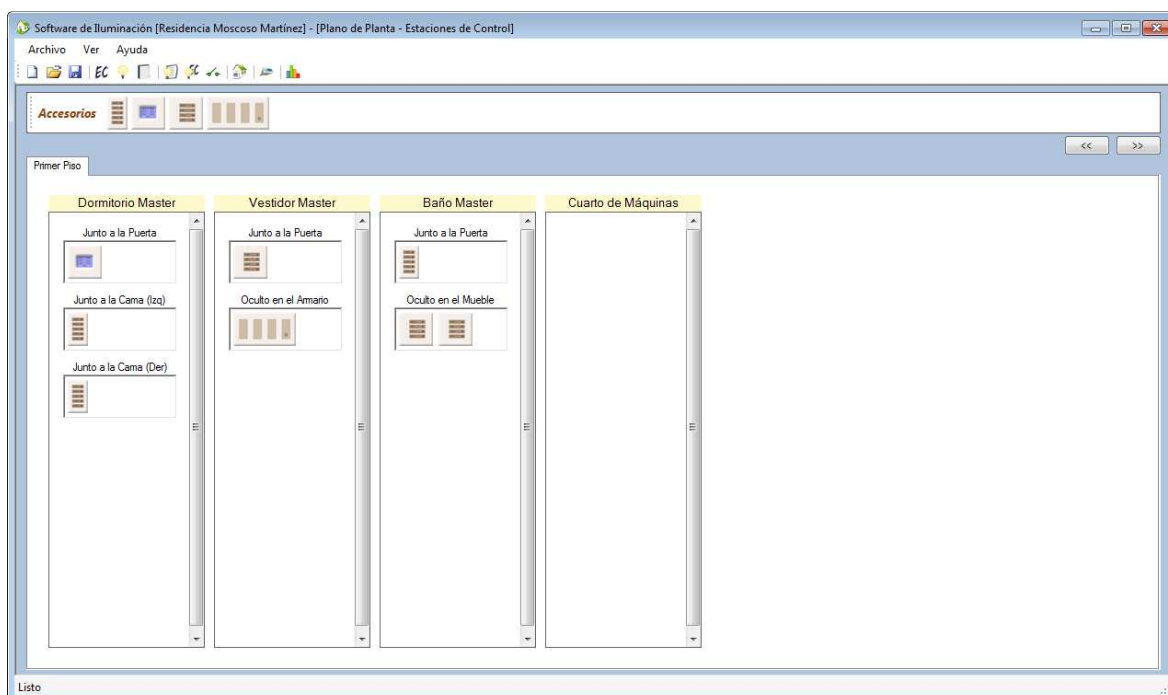 Software de Iluminación [Residencia Moscoso Martínez] - [Plano de Planta - Estaciones de Control]
Archivo Ver Ayuda
EC
Accesorios
<< >>
Primer Piso
Dormitorio Master
Vestidor Master
Baño Master
Cuarto de Máquinas
Junto a la Puerta
Junto a la Puerta
Junto a la Puerta
Junto a la Cama (Izq)
Oculto en el Armario
Oculto en el Mueble
Junto a la Cama (Der)
Listo